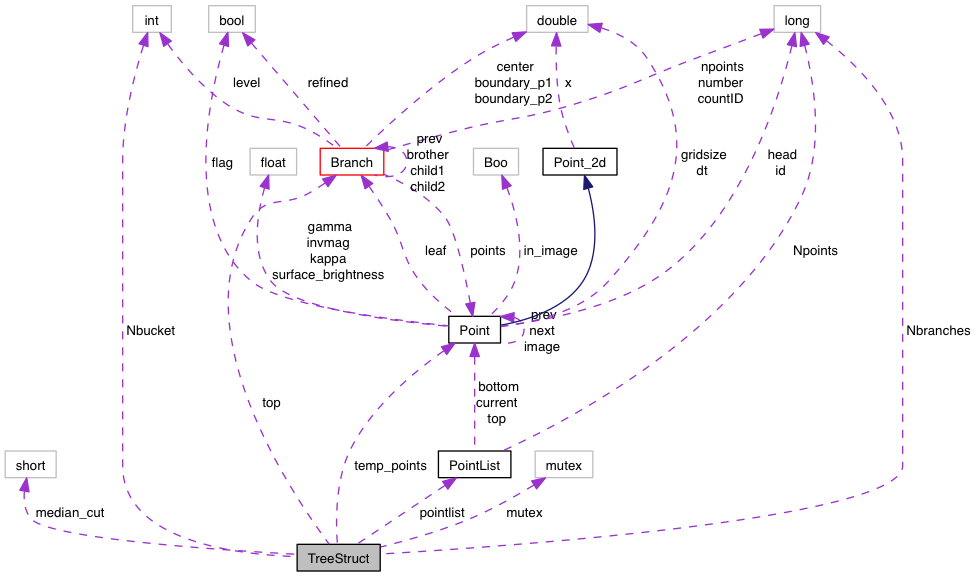 int
bool
double
long
level
refined
center
boundary_p1
boundary_p2
x
npoints
number
countID
flag
float
Branch
prev
brother
child1
child2
Boo
Point_2d
gridsize
dt
head
id
gamma
invmag
kappa
surface_brightness
leaf
points
in_image
Npoints
Nbucket
Point
prev
next
image
Nbranches
top
bottom
current
top
short
temp_points
PointList
mutex
median_cut
pointlist
mutex
TreeStruct